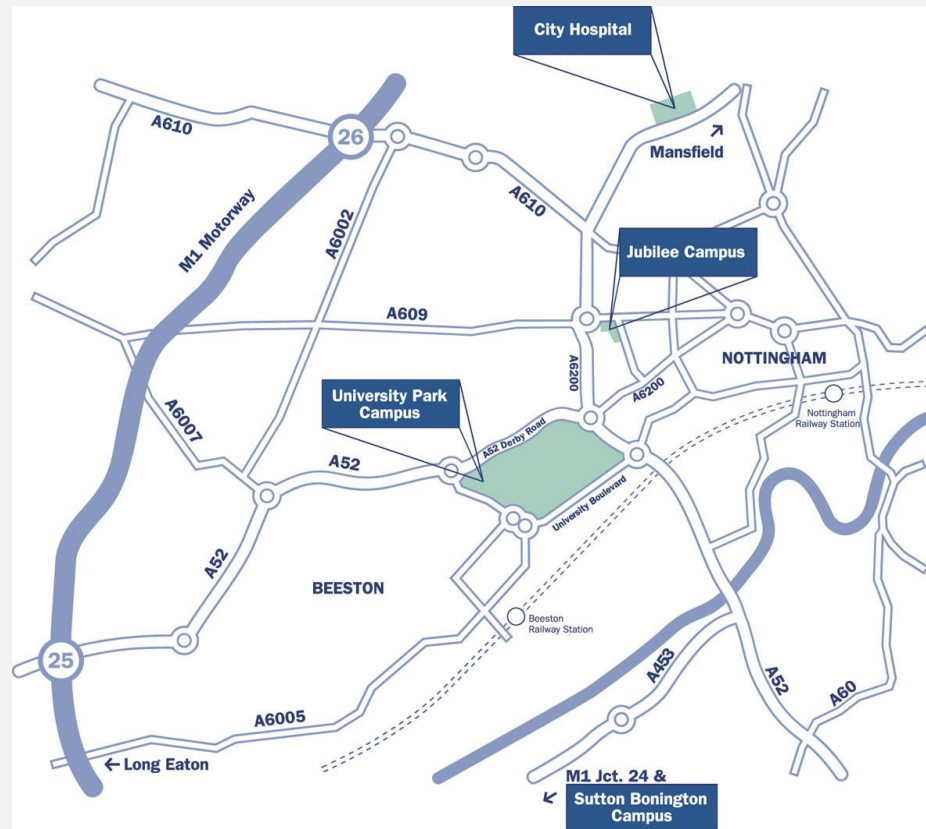 City Hospital
A610
26
Mansfield
M1 Motorway
A6002
A610
Jubilee Campus
A609
NOTTINGHAM
A6200
A6200
University Park
Campus
Nottingham
Railway Station
A6007
A52 Derby Road
A52
University Boulevard
A52
BEESTON
Beeston
Railway Station
25
A453
A52
A60
A6005
Long Eaton
M1 Jct. 24 &
Sutton Bonington
Campus